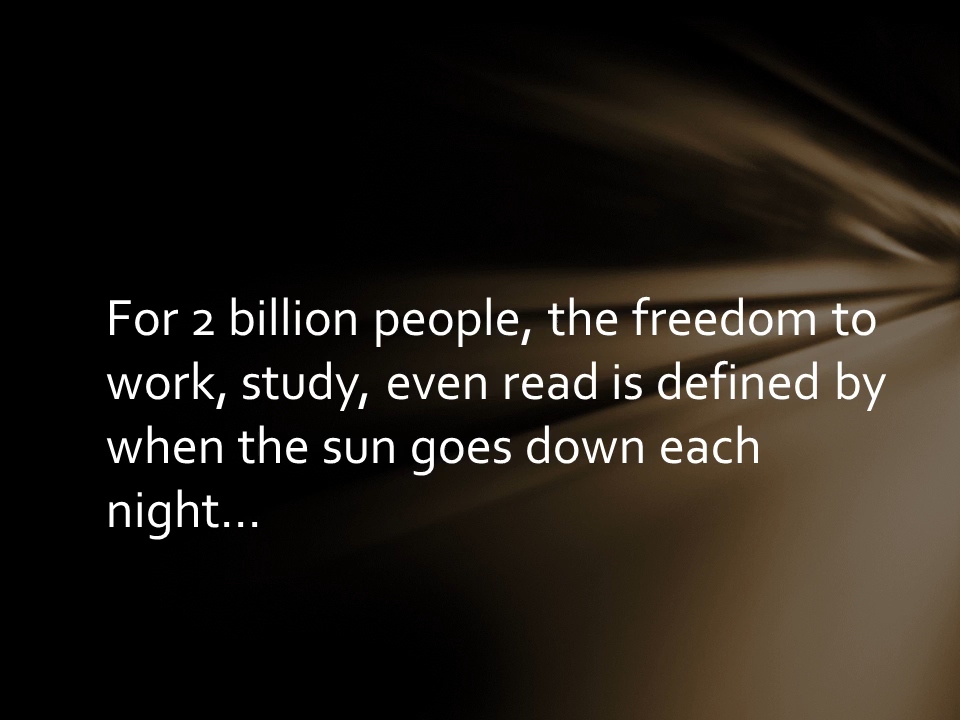 For 2 billion people, the freedom to
work, study, even read is defined by
when the sun goes down each
night...